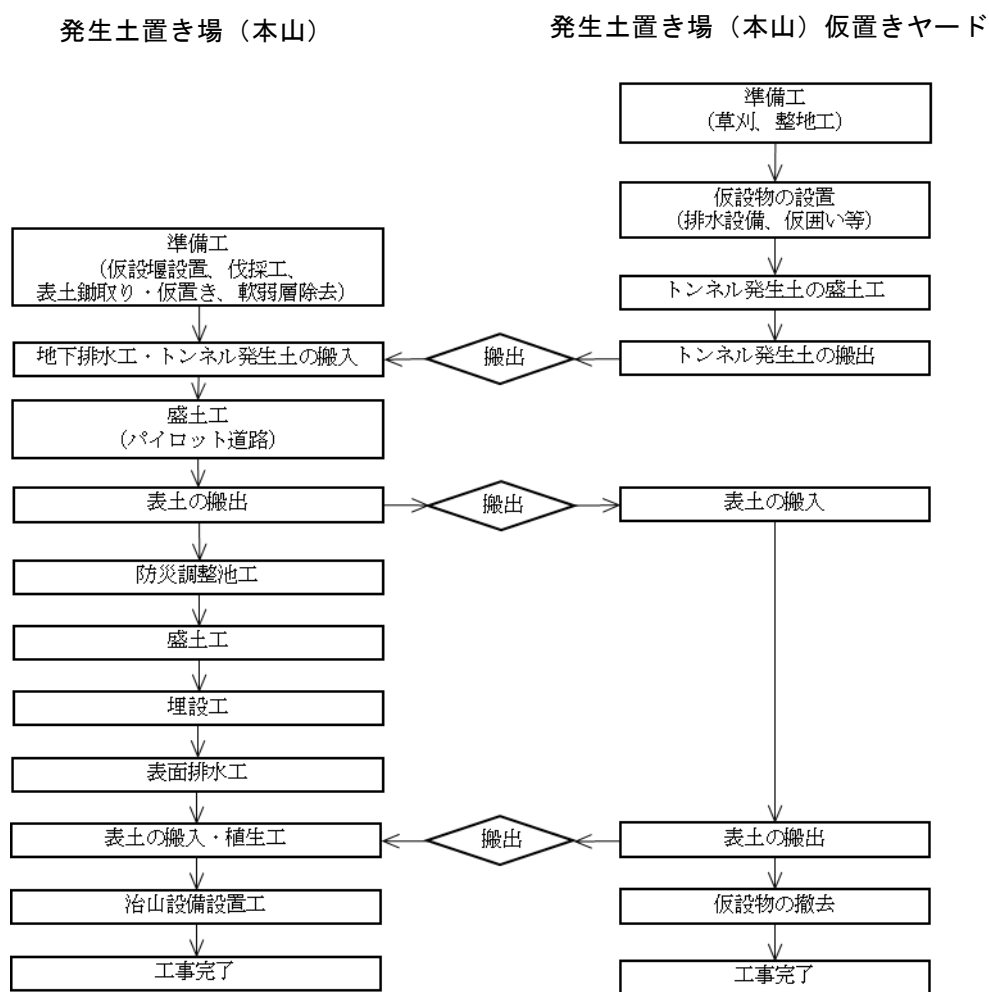 発生土置き場（本山）
発生土置き場（本山）仮置きヤード
準備工
（草刈、整地工）
仮設物の設置
（排水設備、仮囲い等）
準備工
（仮設堰設置、伐採工、
表土鋤取り・仮置き、軟弱層除去）
トンネル発生土の盛土工
地下排水工・トンネル発生土の搬入
搬出
トンネル発生土の搬出
盛土工
（パイロット道路）
表土の搬出
搬出
表土の搬入
防災調整池工
盛土工
埋設工
表面排水工
表土の搬入・植生工
搬出
表土の搬出
治山設備設置工
仮設物の撤去
工事完了
工事完了